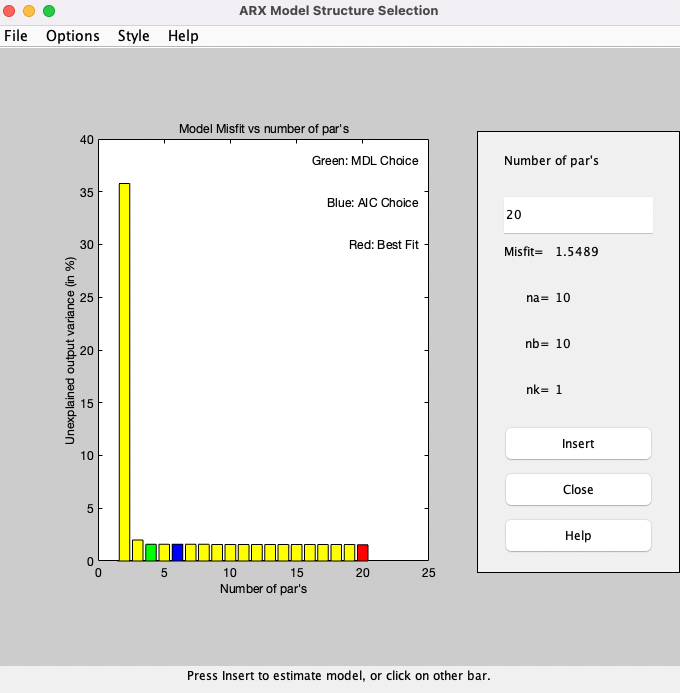 ARX Model Structure Selection
File Options Style Help
Model Misfit vs number of par's
40
35
30
25
20
15
10
5
0
Unexplained output variance (in %)
Green: MDL Choice
Blue: AIC Choice
Red: Best Fit
0 5 10 15 20 25
Number of par's
Number of par's
20
Misfit= 1.5489
na= 10
nb= 10
nk= 1
Insert
Close
Help
Press Insert to estimate model, or click on other bar.